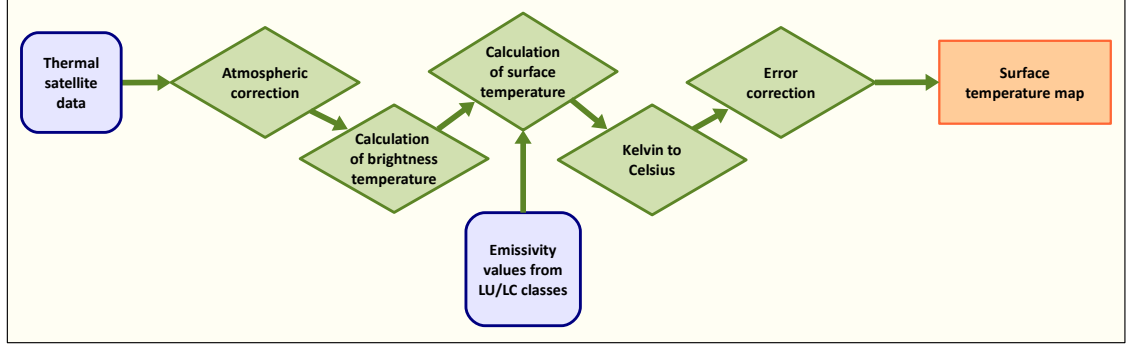 Thermal
satellite
data
Atmospheric
correction
Calculation
of brightness
temperature
Calculation
of surface
temperature
Emissivity
values from
LU/LC classes
Kelvin to
Celsius
Error
correction
Surface
temperature map